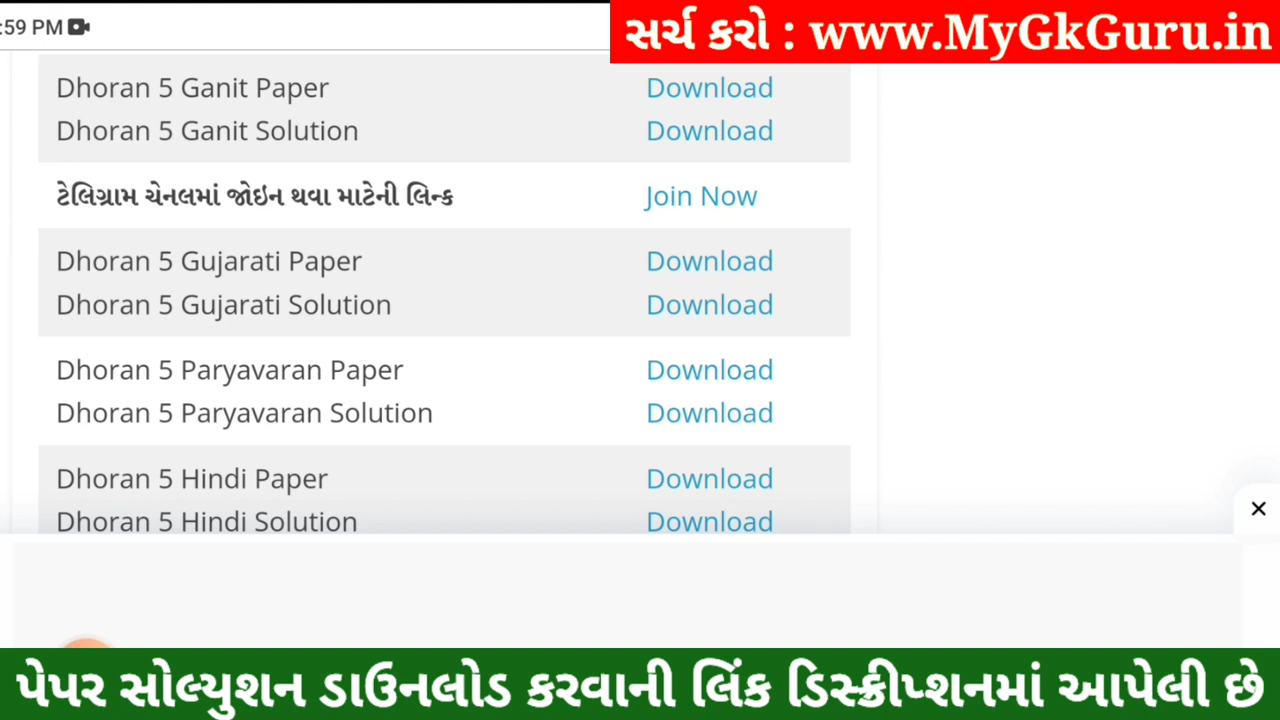 :59 PM
સર્ચ કરો : www.MyGkGuru.in
Dhoran 5 Ganit Paper Download
Dhoran 5 Ganit Solution Download
ટેલિગ્રામ ચેનલમાં જોઇન થવા માટેની લિન્ક Join Now
Dhoran 5 Gujarati Paper Download
Dhoran 5 Gujarati Solution Download
Dhoran 5 Paryavaran Paper Download
Dhoran 5 Paryavaran Solution Download
Dhoran 5 Hindi Paper Download
Dhoran 5 Hindi Solution Download
પેપર સોલ્યુશન ડાઉનલોડ કરવાની લિંક ડિસ્ક્રીપ્શનમાં આપેલી છે